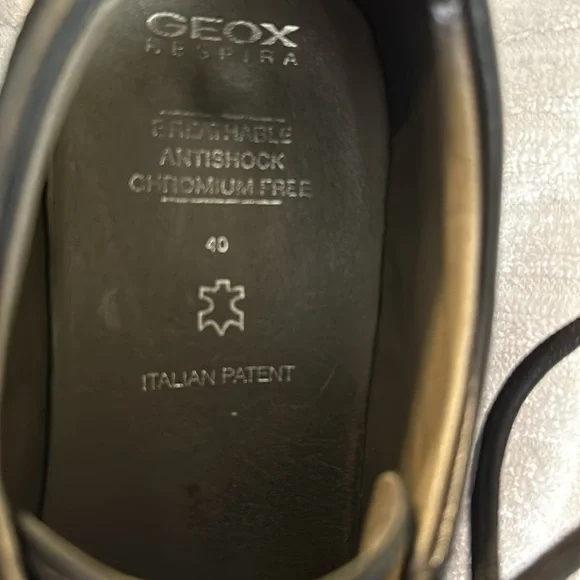 GEOX
RESPIRA
BREATHABLE
ANTISHOCK
CHROMIUM FREE
40
ITALIAN PATENT